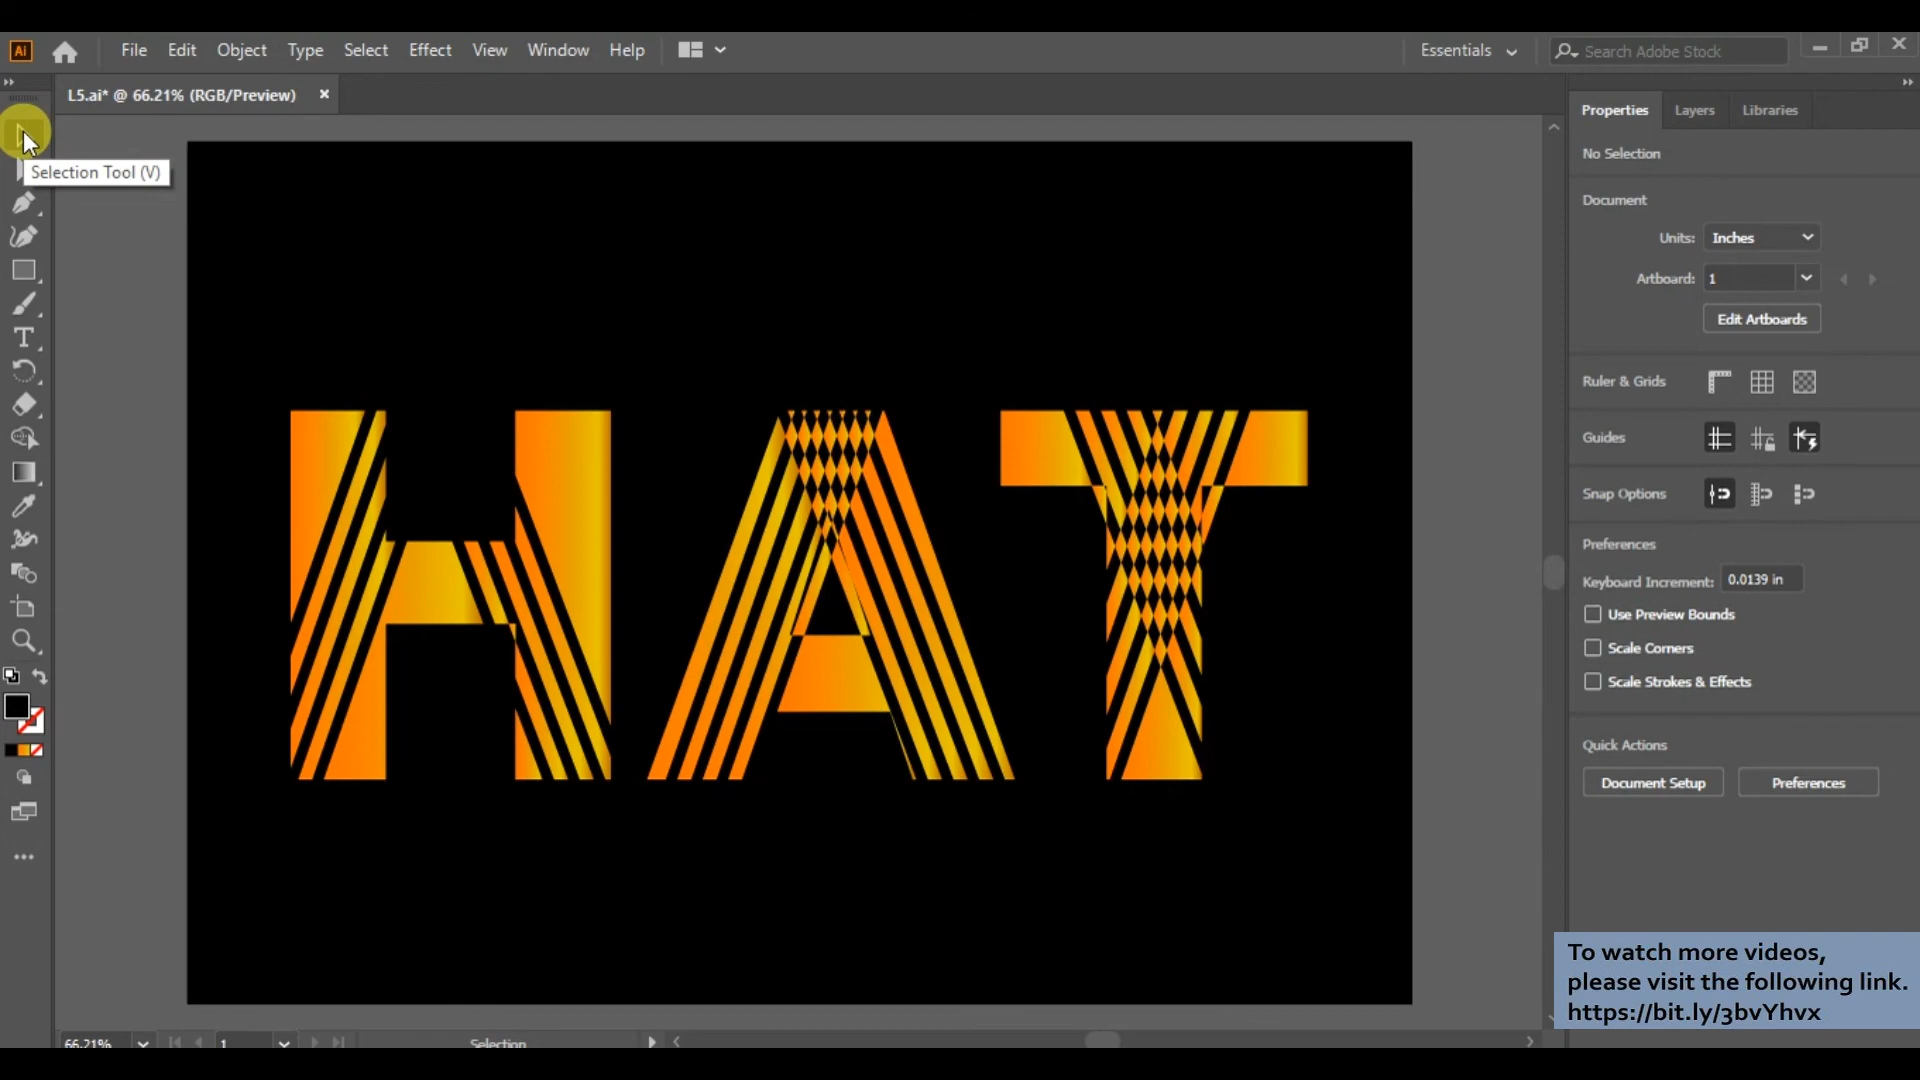 Ai File Edit Object Type Select Effect View Window Help Essentials Search Adobe Stock
L5.ai* @ 66.21% (RGB/Preview) ×
Selection Tool (V)
HAT
Properties Layers Libraries
No Selection
Document
Units: Inches
Artboard: 1
Edit Artboards
Ruler & Grids
Guides
Snap Options
Preferences
Keyboard Increment: 0.0139 in
Use Preview Bounds
Scale Corners
Scale Strokes & Effects
Quick Actions
Document Setup Preferences
To watch more videos,
please visit the following link.
https://bit.ly/3bvYhvx
66.21% 1 Selection